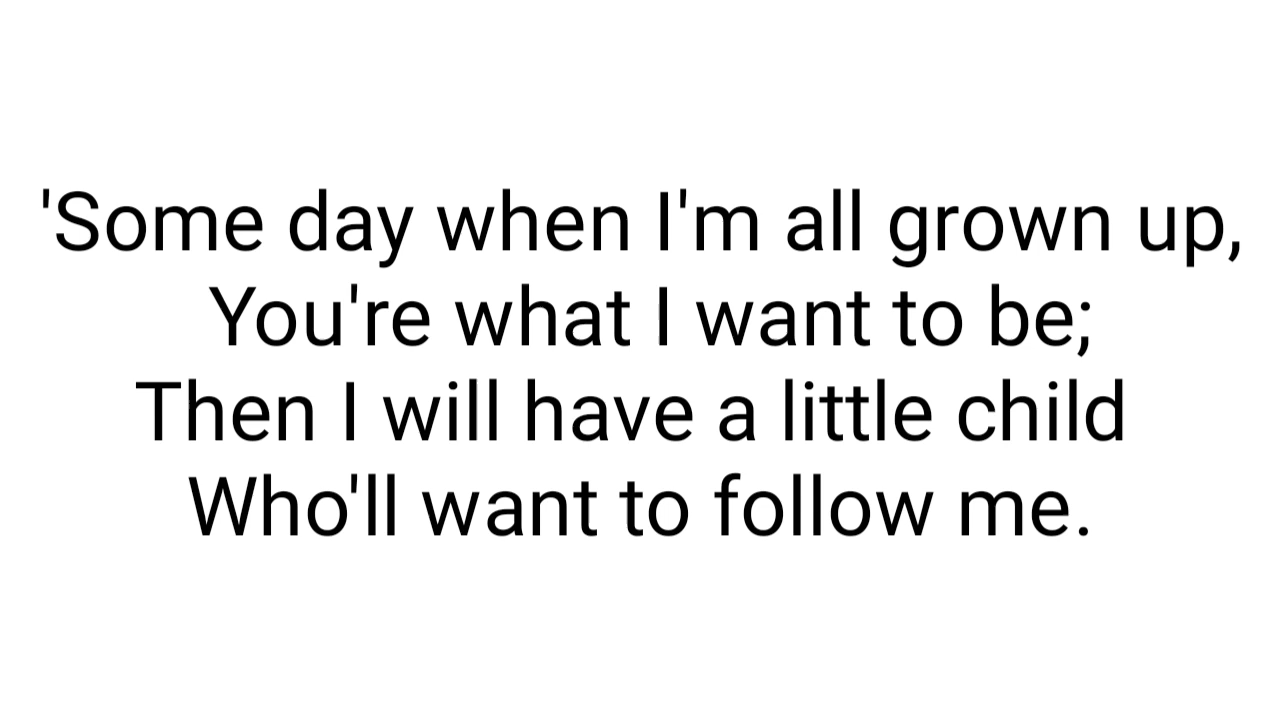 'Some day when I'm all grown up,
You're what I want to be;
Then I will have a little child
Who'll want to follow me.